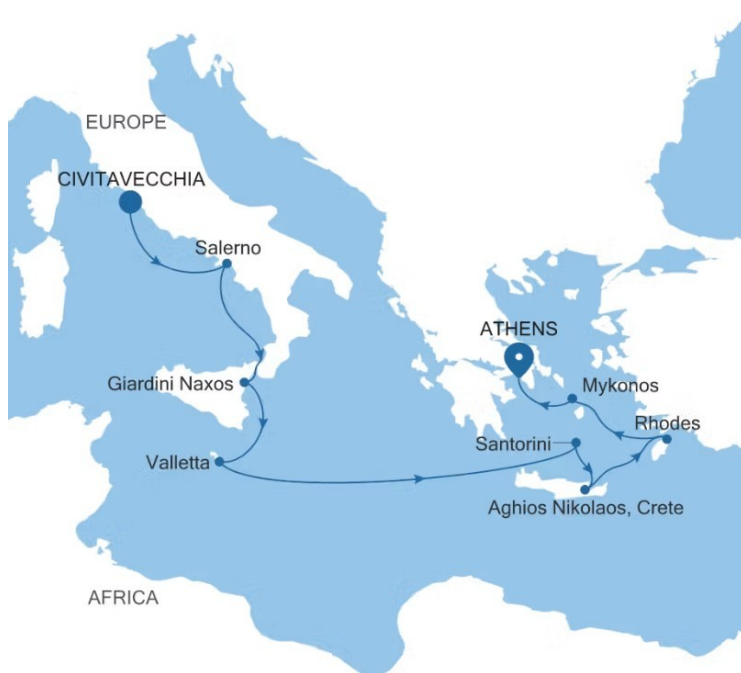 EUROPE
CIVITAVECCHIA
Salerno
ATHENS
Giardini Naxos
Mykonos
Rhodes
Santorini
Valletta
Aghios Nikolaos, Crete
AFRICA